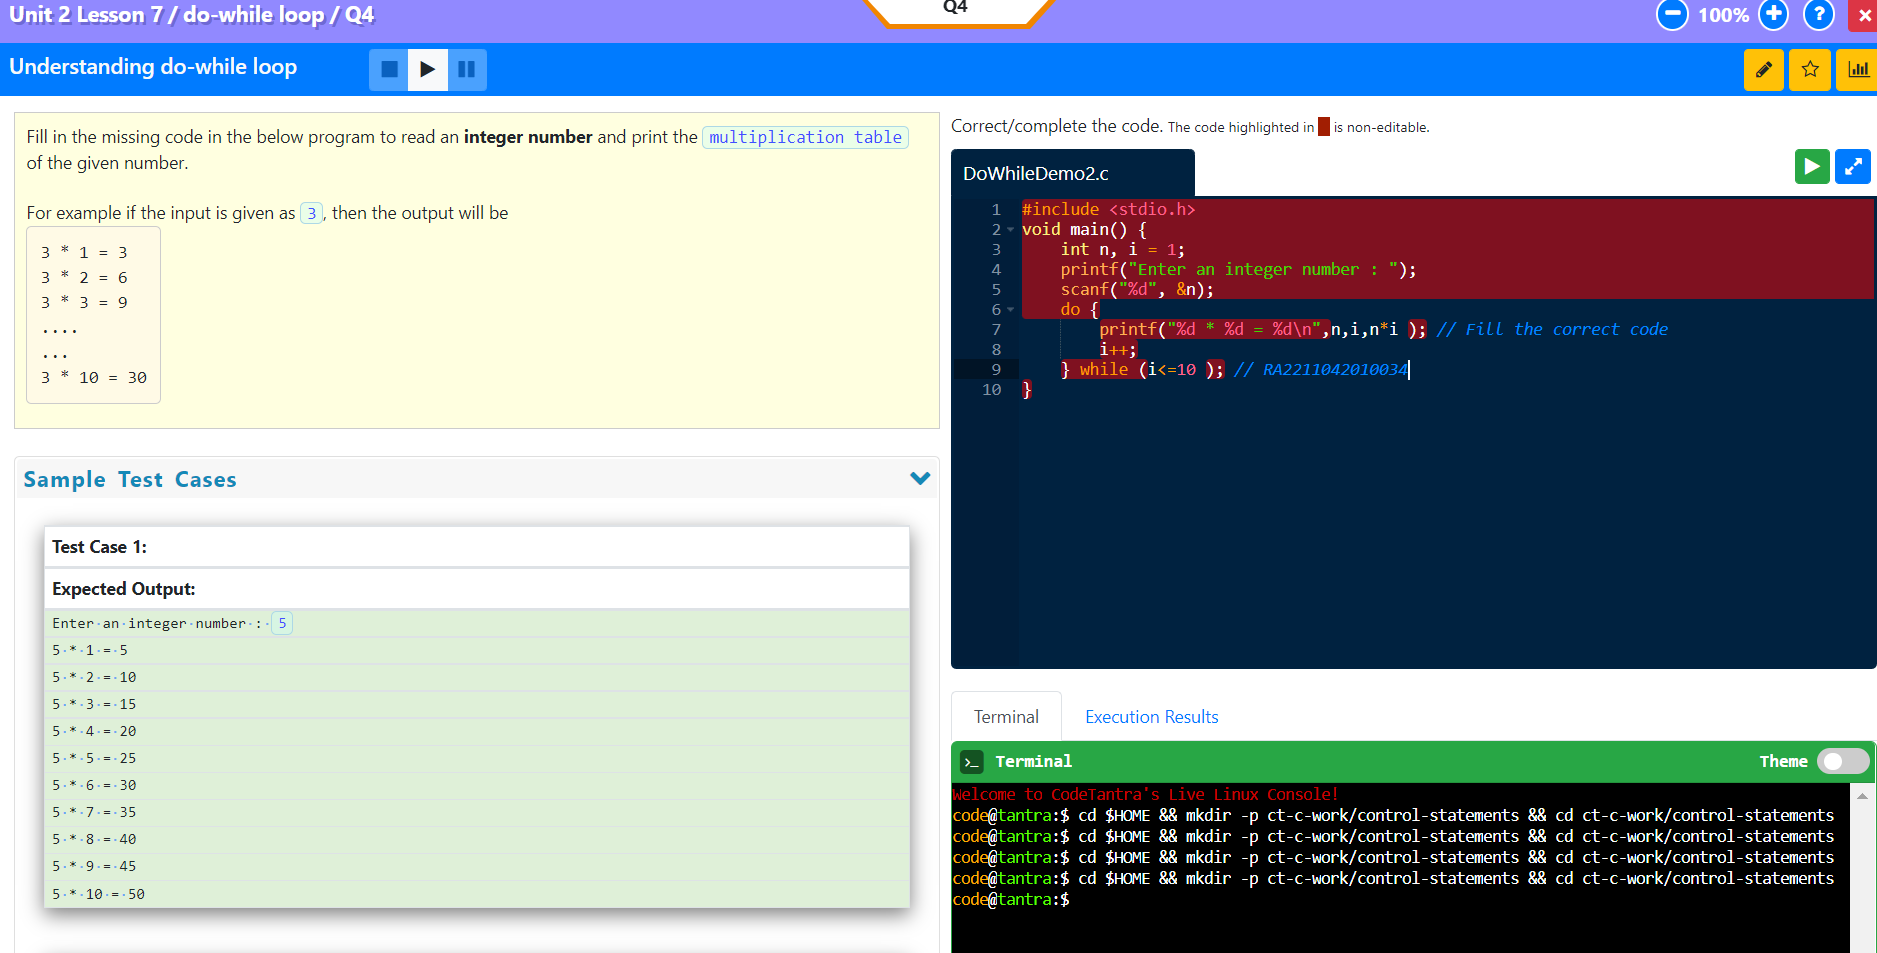 Unit 2 Lesson 7 / do-while loop / Q4
Q4
100%
?
Understanding do-while loop
Fill in the missing code in the below program to read an integer number and print the multiplication table
of the given number.
For example if the input is given as 3, then the output will be
3 * 1 = 3
3 * 2 = 6
3 * 3 = 9
....
...
3 * 10 = 30
Sample Test Cases
Test Case 1:
Expected Output:
Enter·an·integer·number·:·5
5·*·1·=·5
5·*·2·=·10
5·*·3·=·15
5·*·4·=·20
5·*·5·=·25
5·*·6·=·30
5·*·7·=·35
5·*·8·=·40
5·*·9·=·45
5·*·10·=·50
Correct/complete the code. The code highlighted in is non-editable.
DoWhileDemo2.c
1 #include <stdio.h>
2 void main() {
3 int n, i = 1;
4 printf("Enter an integer number : ");
5 scanf("%d", &n);
6 do {
7 printf("%d * %d = %d\n",n,i,n*i ); // Fill the correct code
8 i++;
9 } while (i<=10 ); // RA2211042010034
10 }
Terminal
Execution Results
>_ Terminal
Theme
Welcome to CodeTantra's Live Linux Console!
code@tantra:$ cd $HOME && mkdir -p ct-c-work/control-statements && cd ct-c-work/control-statements
code@tantra:$ cd $HOME && mkdir -p ct-c-work/control-statements && cd ct-c-work/control-statements
code@tantra:$ cd $HOME && mkdir -p ct-c-work/control-statements && cd ct-c-work/control-statements
code@tantra:$ cd $HOME && mkdir -p ct-c-work/control-statements && cd ct-c-work/control-statements
code@tantra:$